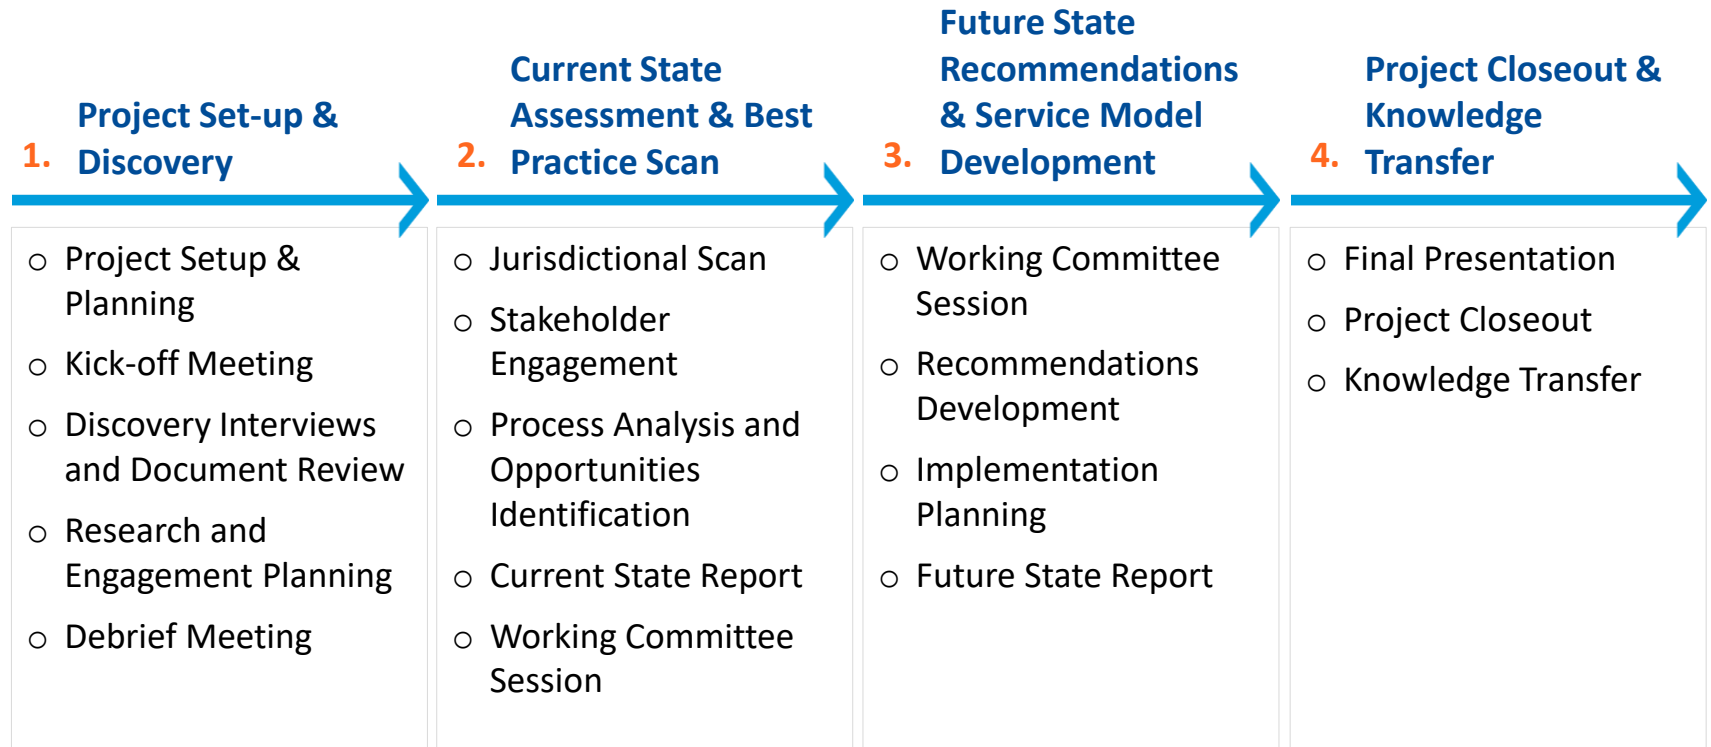 1. Project Set-up &
Discovery
o Project Setup &
Planning
o Kick-off Meeting
o Discovery Interviews
and Document Review
o Research and
Engagement Planning
o Debrief Meeting
2. Current State
Assessment & Best
Practice Scan
o Jurisdictional Scan
o Stakeholder
Engagement
o Process Analysis and
Opportunities
Identification
o Current State Report
o Working Committee
Session
3. Future State
Recommendations
& Service Model
Development
o Working Committee
Session
o Recommendations
Development
o Implementation
Planning
o Future State Report
4. Project Closeout &
Knowledge
Transfer
o Final Presentation
o Project Closeout
o Knowledge Transfer